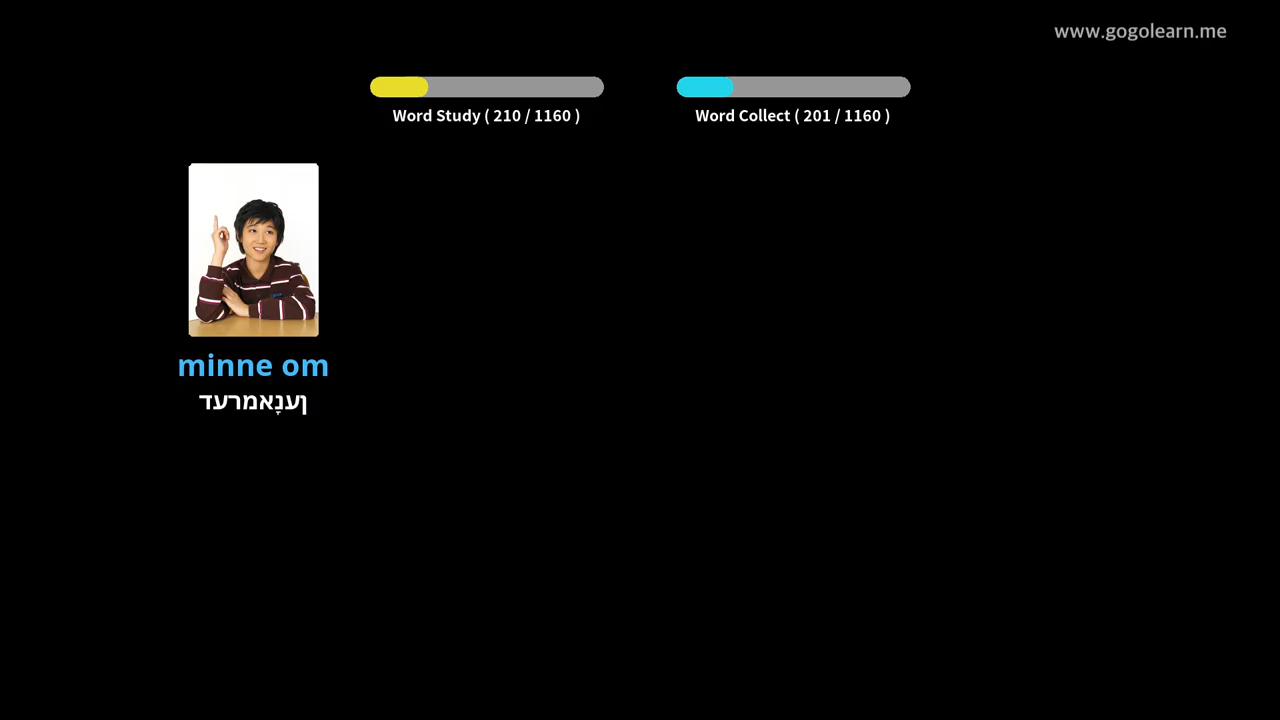 www.gogolearn.me
Word Study ( 210 / 1160 )
Word Collect ( 201 / 1160 )
minne om
דערמאָנען